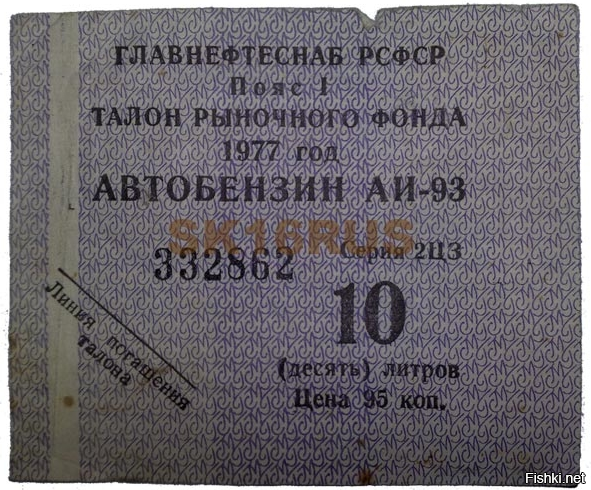 ГЛАВНЕФТЕСНАБ РСФСР
Пояс I
ТАЛОН РЫНОЧНОГО ФОНДА
1977 год
АВТОБЕНЗИН АИ-93
SK16RUS
332862 Серия 2ЦЗ
10
(десять) литров
Цена 95 коп.
Линия погашения
талона
Fishki.net